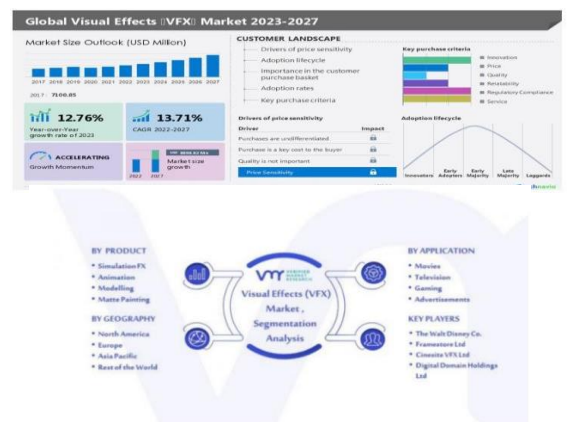 Global Visual Effects (VFX) Market 2023-2027
Market Size Outlook (USD Million)
2017 2018 2019 2020 2021 2022 2023 2024 2025 2026 2027
2017 : 7100.85
12.76%
Year-over-Year
growth rate of 2023
13.71%
CAGR 2022-2027
ACCELERATING
Growth Momentum
Market size
growth
2022 2027
CUSTOMER LANDSCAPE
Drivers of price sensitivity
Adoption lifecycle
Importance in the customer
purchase basket
Adoption rates
Key purchase criteria
Key purchase criteria
Innovation
Price
Quality
Reliability
Regulatory Compliance
Service
Drivers of price sensitivity
Driver Impact
Purchases are undifferentiated
Purchase is a key cost to the buyer
Quality is not important
Price Sensitivity
Adoption lifecycle
Innovators Early Adopters Early Majority Late Majority Laggards
BY PRODUCT
Simulation FX
Animation
Modelling
Matte Painting
BY GEOGRAPHY
North America
Europe
Asia Pacific
Rest of the World
VERIFIED
MARKET
RESEARCH
Visual Effects (VFX)
Market ,
Segmentation
Analysis
BY APPLICATION
Movies
Television
Gaming
Advertisements
KEY PLAYERS
The Walt Disney Co.
Framestore Ltd
Cinesite VFX Ltd
Digital Domain Holdings
Ltd